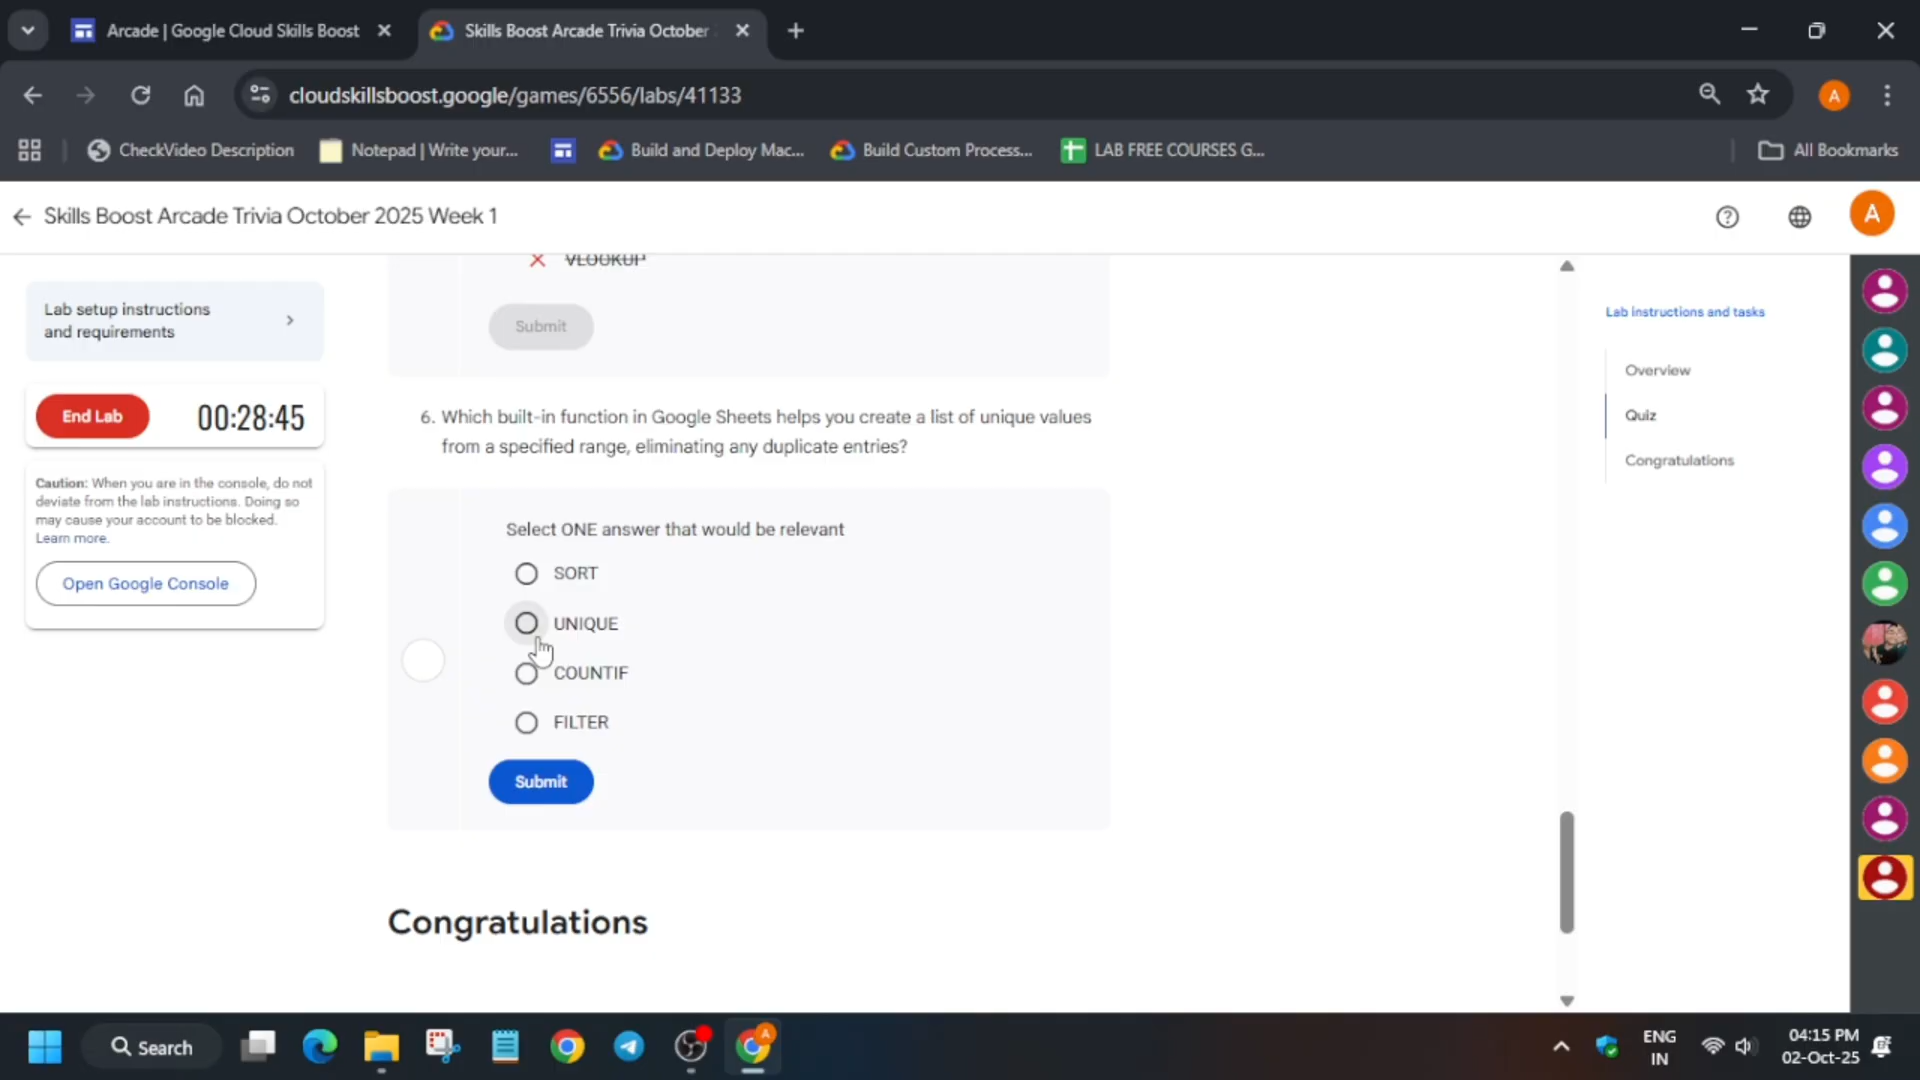 Arcade | Google Cloud Skills Boost
Skills Boost Arcade Trivia October
cloudskillsboost.google/games/6556/labs/41133
A
CheckVideo Description
Notepad | Write your...
Build and Deploy Mac...
Build Custom Process...
LAB FREE COURSES G...
All Bookmarks
Skills Boost Arcade Trivia October 2025 Week 1
A
Lab setup instructions
and requirements
End Lab
00:28:45
Caution: When you are in the console, do not
deviate from the lab instructions. Doing so
may cause your account to be blocked.
Learn more.
Open Google Console
VLOOKUP
Submit
6. Which built-in function in Google Sheets helps you create a list of unique values
from a specified range, eliminating any duplicate entries?
Select ONE answer that would be relevant
SORT
UNIQUE
COUNTIF
FILTER
Submit
Congratulations
Lab instructions and tasks
Overview
Quiz
Congratulations
Search
A
ENG
IN
04:15 PM
02-Oct-25